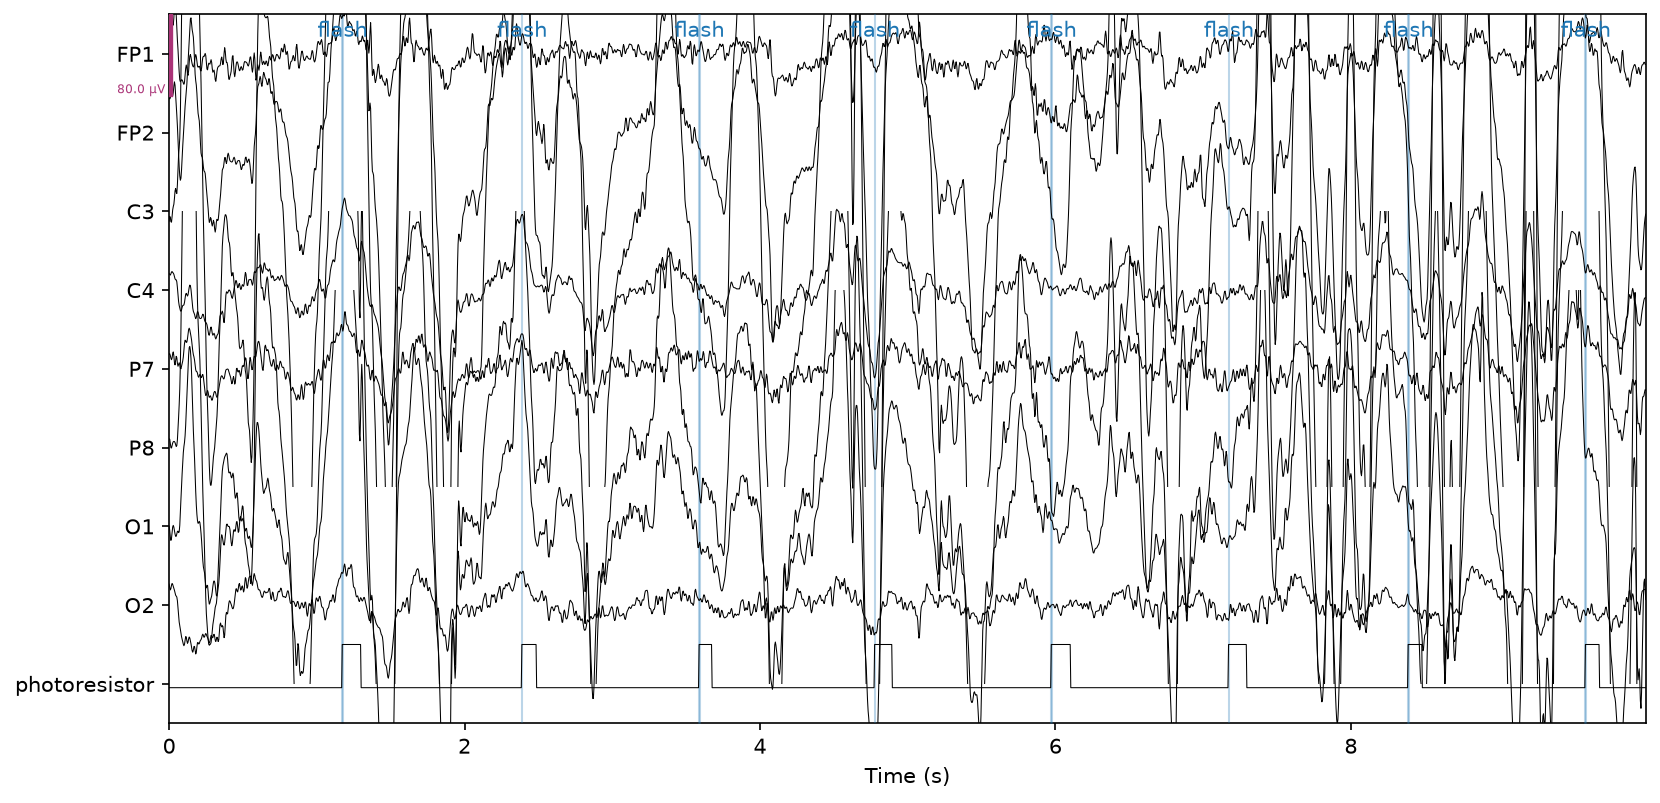 flash flash flash flash flash flash flash flash
FP1
80.0 µV
FP2
C3
C4
P7
P8
O1
O2
photoresistor
0 2 4 6 8
Time (s)